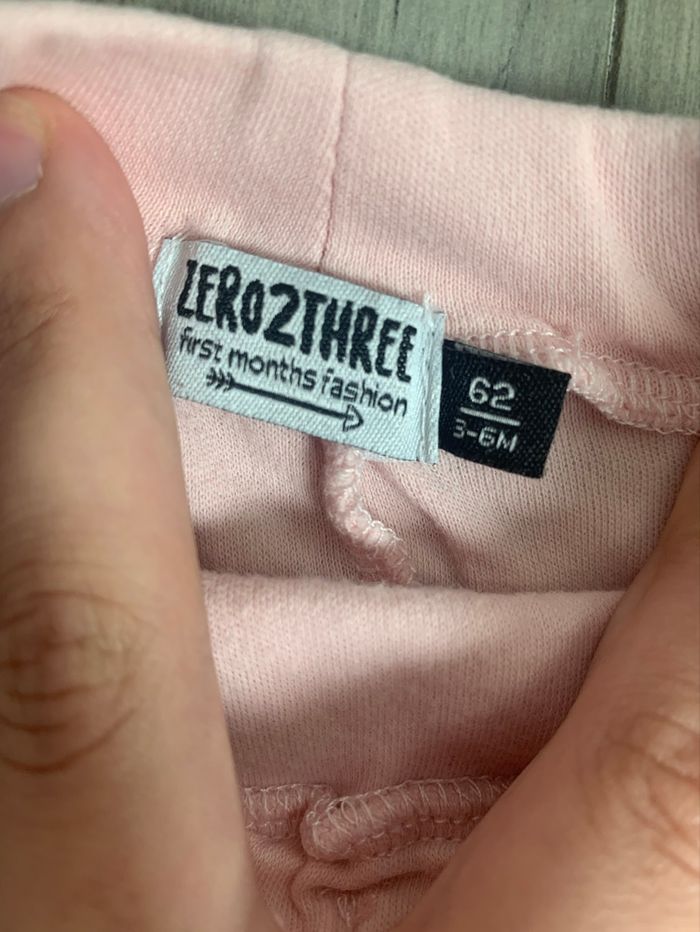 ZERO2THREE
first months fashion
62
3-6M